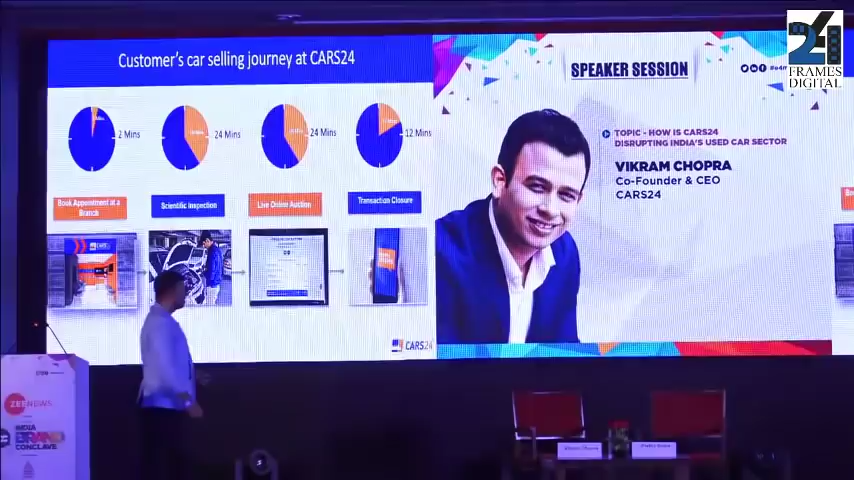 Customer's car selling journey at CARS24
2 Mins
24 Mins
24 Mins
12 Mins
Book Appointment at a
Branch
Scientific Inspection
Live Online Auction
Transaction Closure
CARS24
SPEAKER SESSION
TOPIC - HOW IS CARS24
DISRUPTING INDIA'S USED CAR SECTOR
VIKRAM CHOPRA
Co-Founder & CEO
CARS24
24
FRAMES
DIGITAL
ZEE NEWS
INDIA
BRAND
CONCLAVE